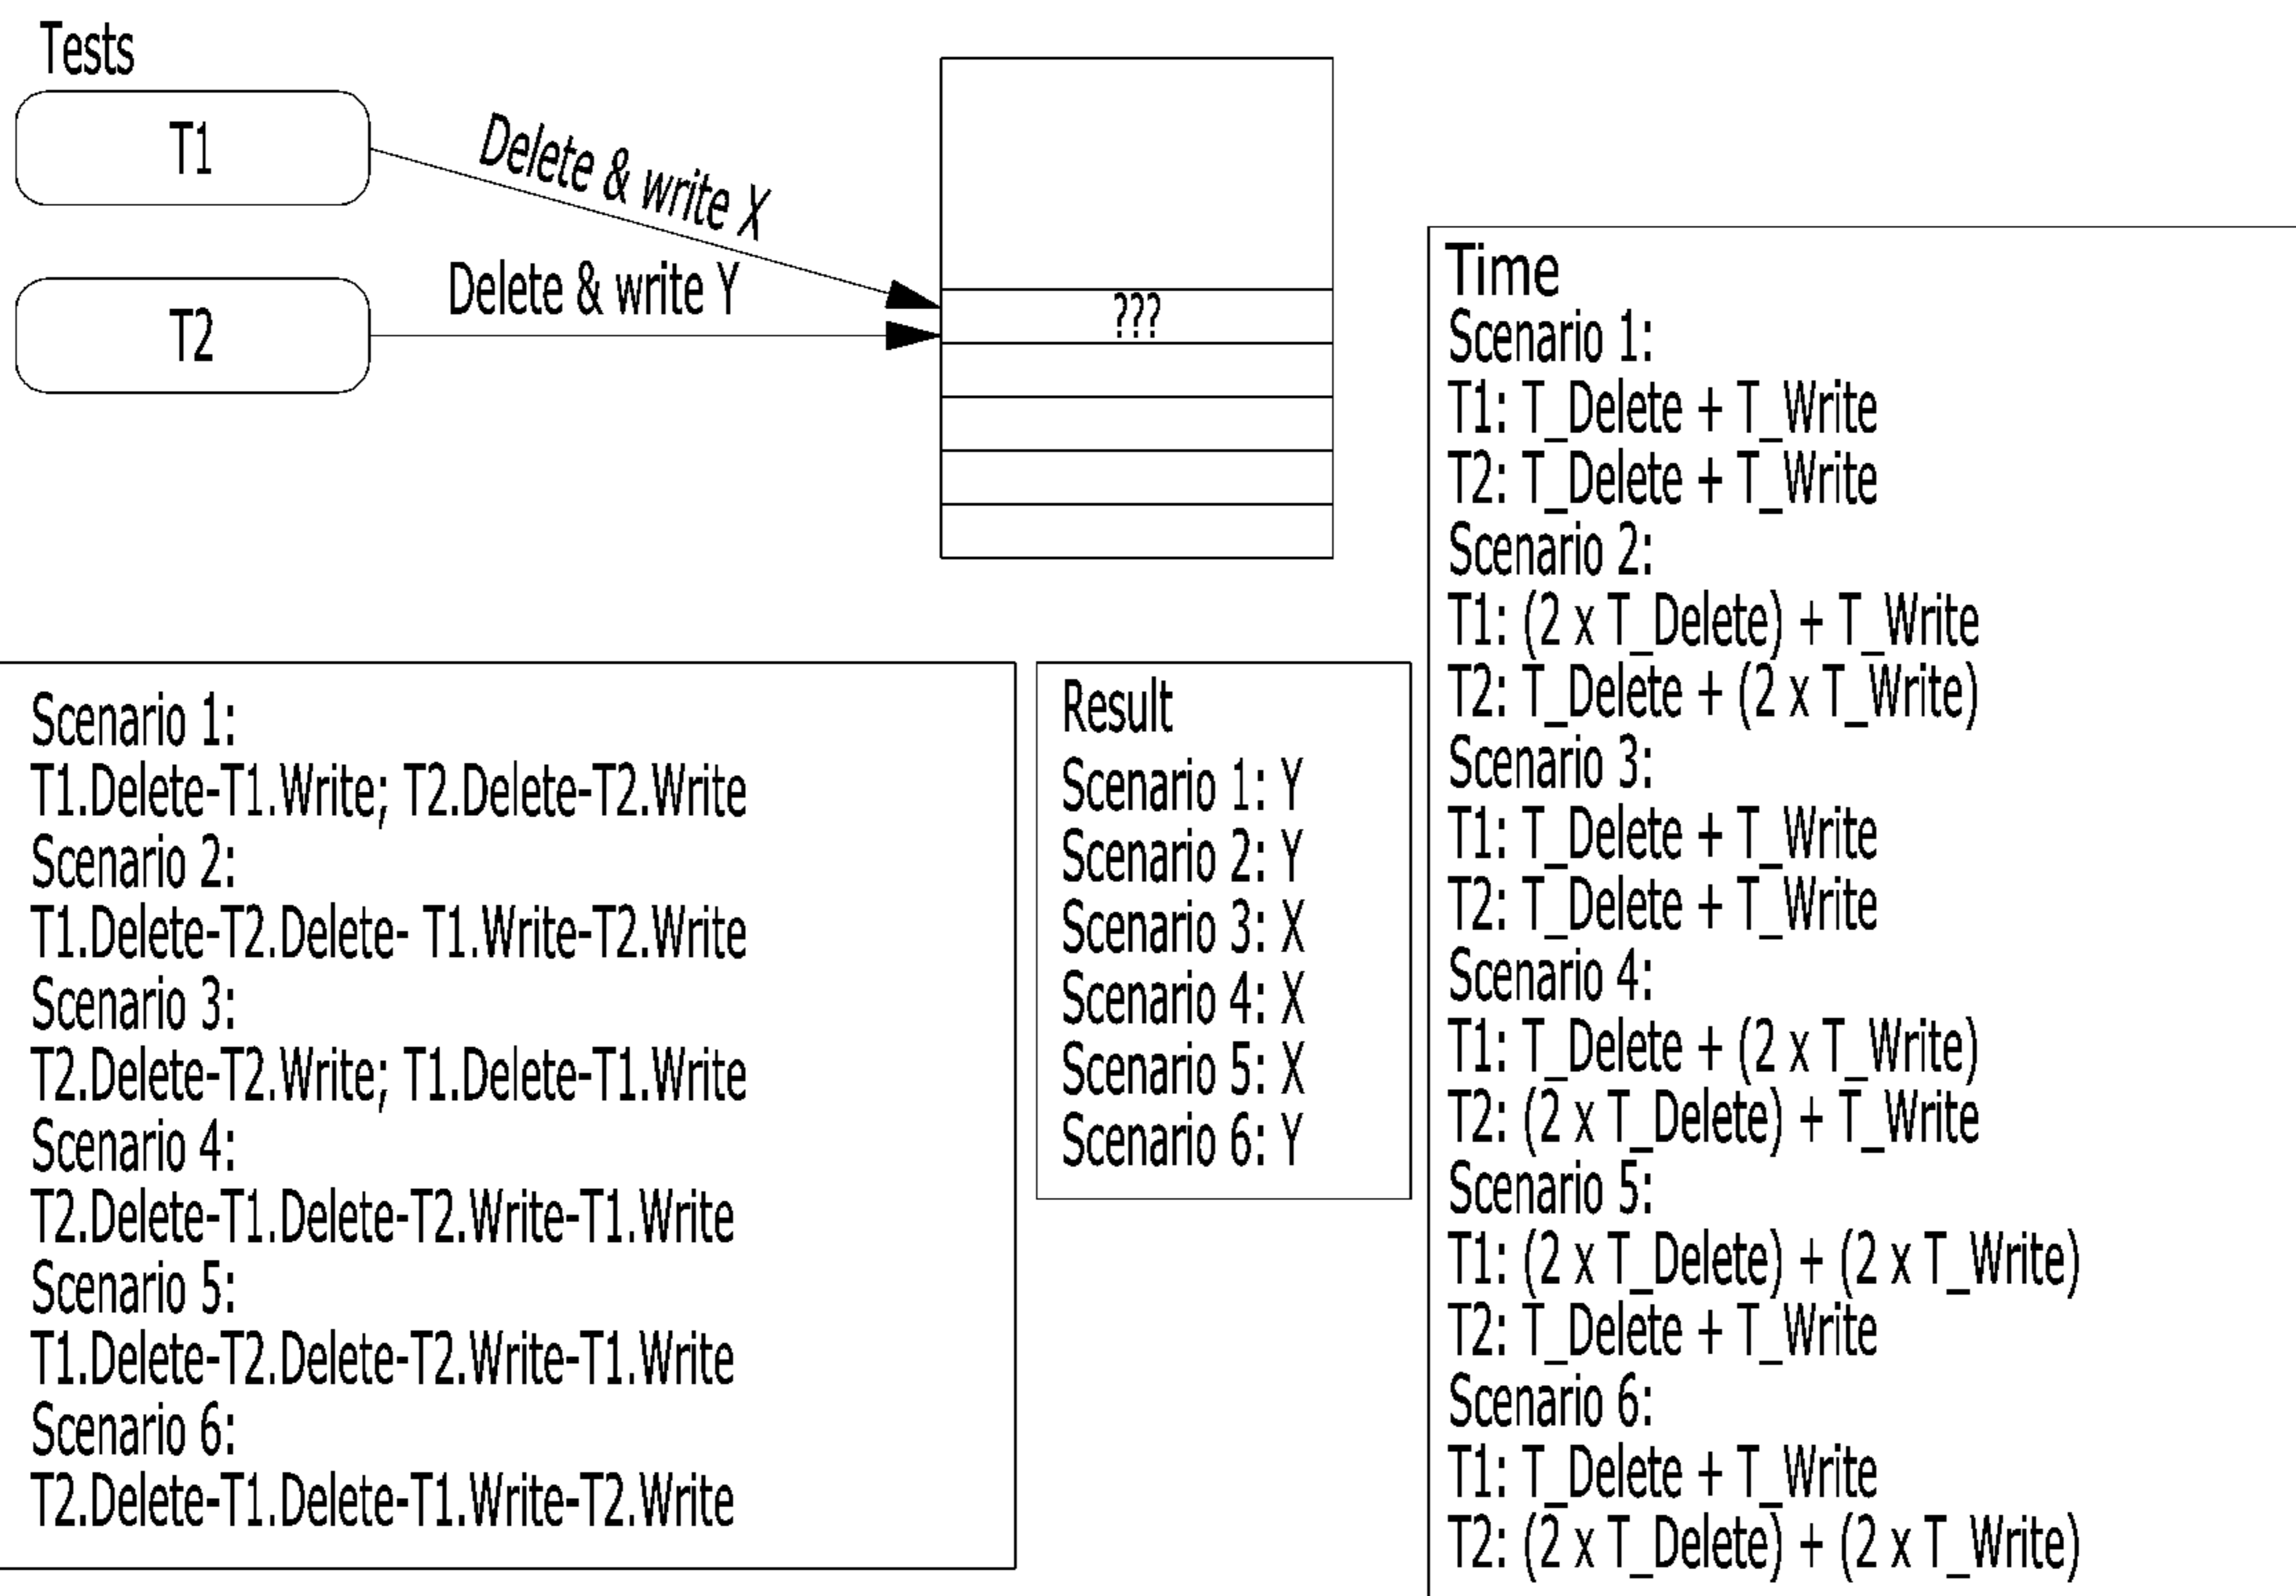 Tests
T1
Delete & write X
T2
Delete & write Y
???
Scenario 1:
T1.Delete-T1.Write; T2.Delete-T2.Write
Scenario 2:
T1.Delete-T2.Delete- T1.Write-T2.Write
Scenario 3:
T2.Delete-T2.Write; T1.Delete-T1.Write
Scenario 4:
T2.Delete-T1.Delete-T2.Write-T1.Write
Scenario 5:
T1.Delete-T2.Delete-T2.Write-T1.Write
Scenario 6:
T2.Delete-T1.Delete-T1.Write-T2.Write
Result
Scenario 1: Y
Scenario 2: Y
Scenario 3: X
Scenario 4: X
Scenario 5: X
Scenario 6: Y
Time
Scenario 1:
T1: T_Delete + T_Write
T2: T_Delete + T_Write
Scenario 2:
T1: (2 x T_Delete) + T_Write
T2: T_Delete + (2 x T_Write)
Scenario 3:
T1: T_Delete + T_Write
T2: T_Delete + T_Write
Scenario 4:
T1: T_Delete + (2 x T_Write)
T2: (2 x T_Delete) + T_Write
Scenario 5:
T1: (2 x T_Delete) + (2 x T_Write)
T2: T_Delete + T_Write
Scenario 6:
T1: T_Delete + T_Write
T2: (2 x T_Delete) + (2 x T_Write)